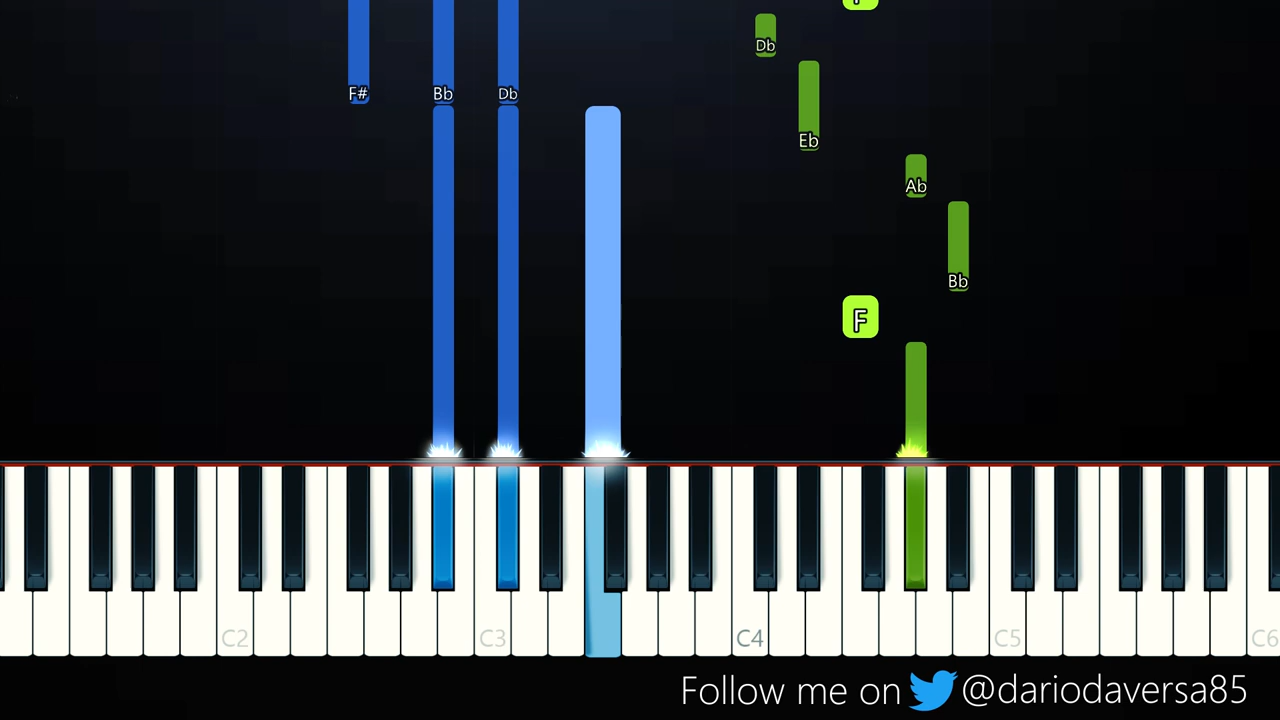 F
Db
F# Bb Db
Eb
Ab
Bb
F
C2 C3 C4 C5 C6
Follow me on @dariodaversa85